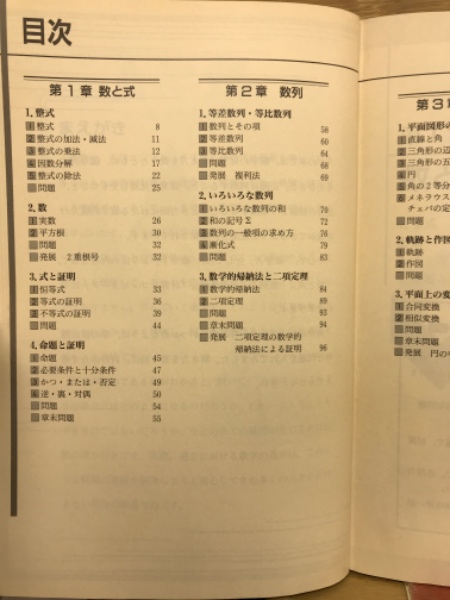 目次
第1章 数と式
1.整式
1 整式 8
2 整式の加法・減法 11
3 整式の乗法 12
4 因数分解 17
5 整式の除法 22
問題 25
2.数
1 実数 26
2 平方根 30
問題 32
発展 2重根号 32
3.式と証明
1 恒等式 33
2 等式の証明 36
3 不等式の証明 39
問題 44
4.命題と証明
1 命題 45
2 必要条件と十分条件 47
3 かつ・または・否定 49
4 逆・裏・対偶 50
問題 54
章末問題 55
第2章 数列
1.等差数列・等比数列
1 数列とその項 58
2 等差数列 60
3 等比数列 64
問題 68
発展 複利法 69
2.いろいろな数列
1 いろいろな数列の和 70
2 和の記号Σ 72
3 数列の一般項の求め方 76
4 漸化式 79
問題 83
3.数学的帰納法と二項定理
1 数学的帰納法 84
2 二項定理 89
問題 93
章末問題 94
発展 二項定理の数学的
帰納法による証明 96
第3章
1.平面図形の
1 直線と角
2 三角形の辺
3 三角形の五
4 円
5 角の2等分
6 メネラウス
チェバの定
問題
2.軌跡と作図
1 軌跡
2 作図
問題
3.平面上の変
1 合同変換
2 相似変換
問題
章末問題
発展 円の